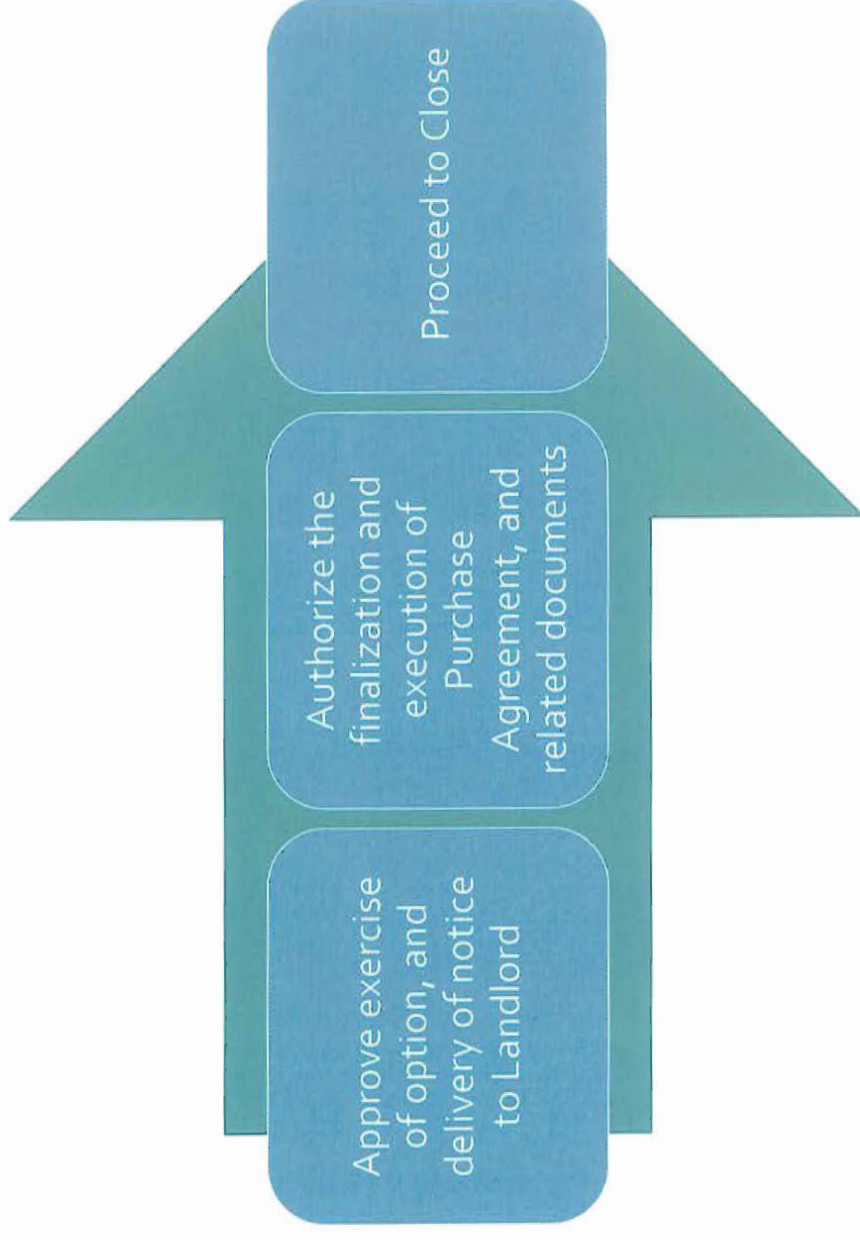 Approve exercise
of option, and
delivery of notice
to Landlord
Authorize the
finalization and
execution of
Purchase
Agreement, and
related documents
Proceed to Close